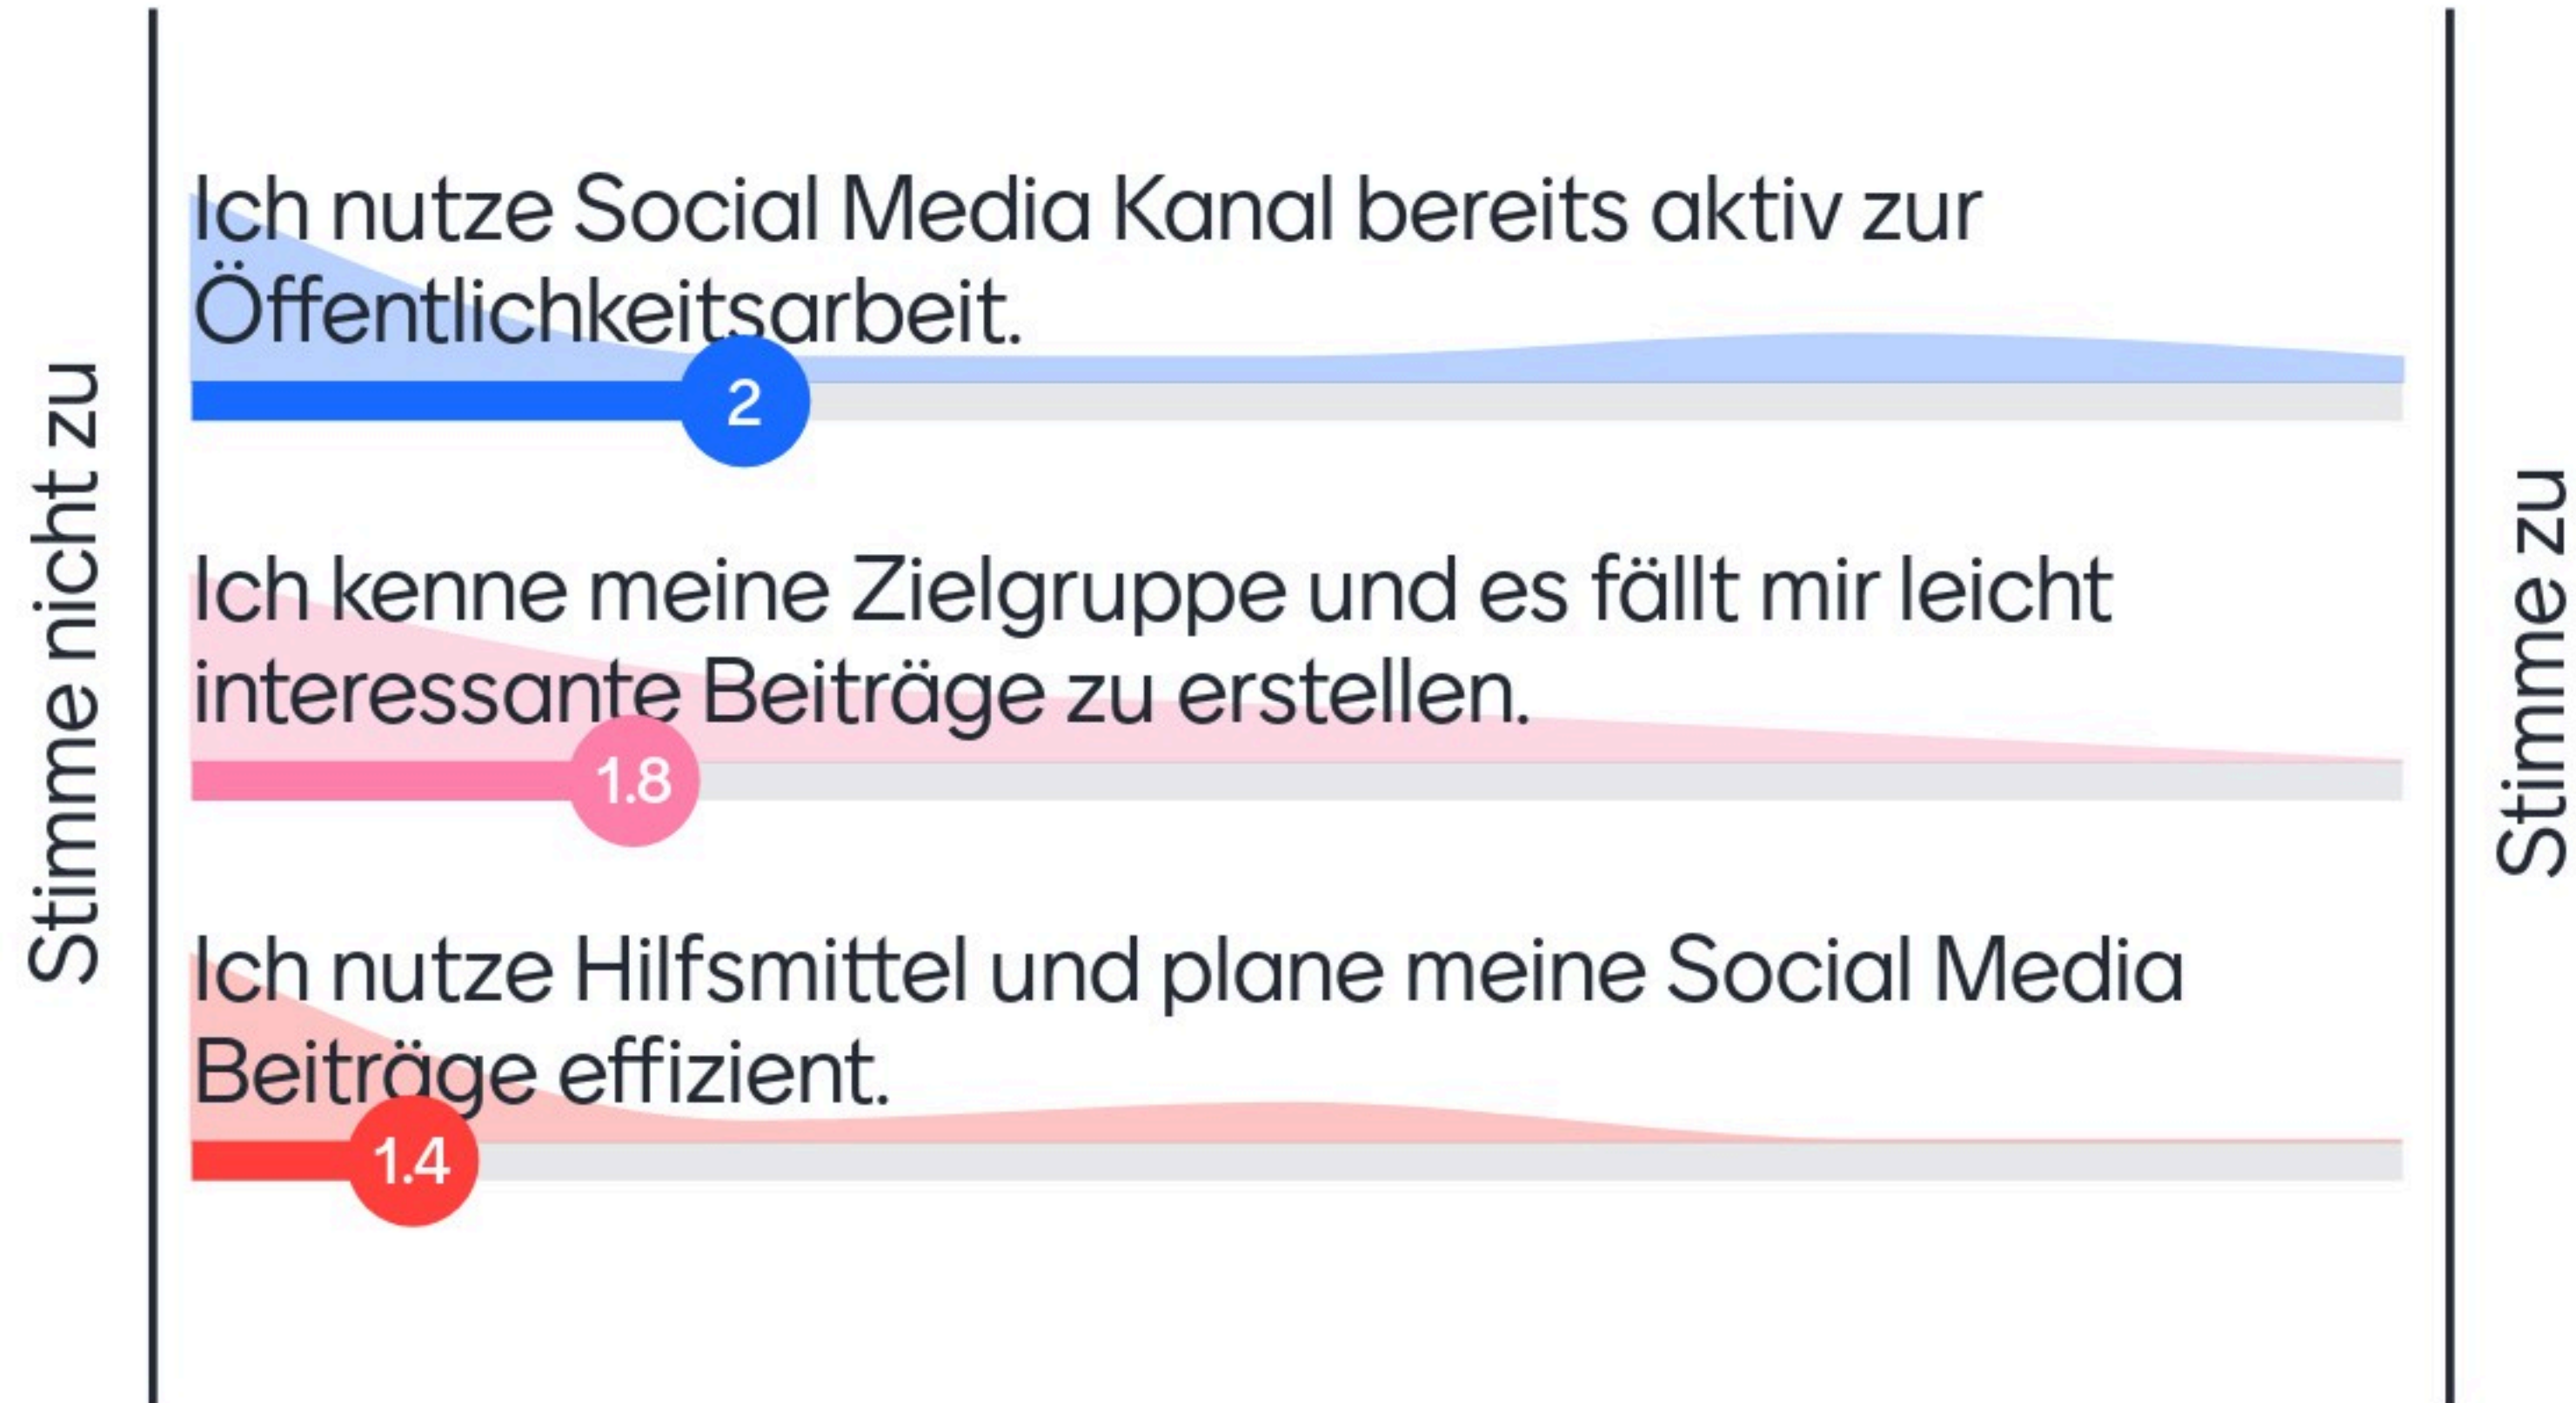 Stimme nicht zu
Ich nutze Social Media Kanal bereits aktiv zur
Öffentlichkeitsarbeit.
2
Ich kenne meine Zielgruppe und es fällt mir leicht
interessante Beiträge zu erstellen.
1.8
Ich nutze Hilfsmittel und plane meine Social Media
Beiträge effizient.
1.4
Stimme zu